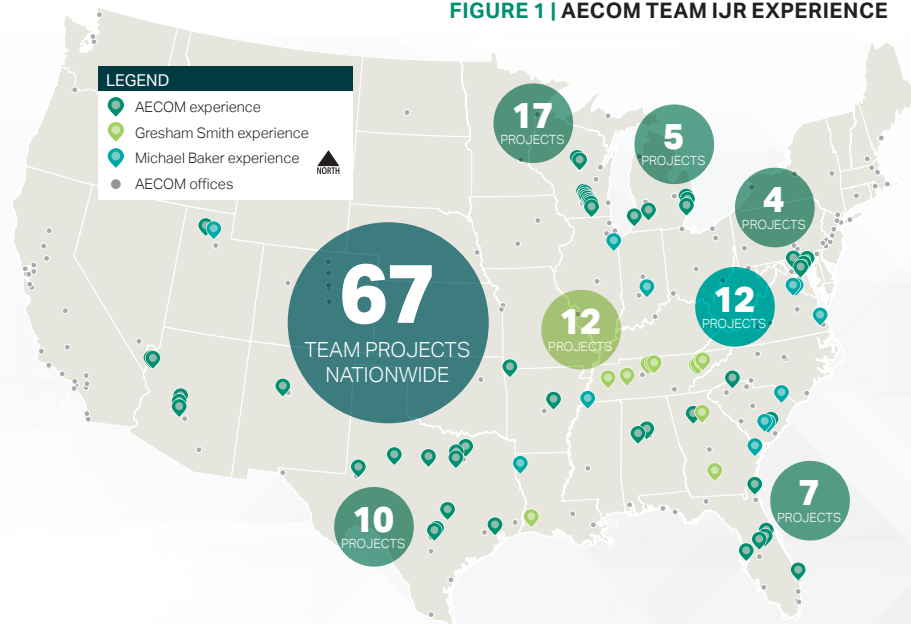 FIGURE 1 | AECOM TEAM IJR EXPERIENCE
LEGEND
AECOM experience
Gresham Smith experience
Michael Baker experience
AECOM offices
NORTH
17
PROJECTS
5
PROJECTS
4
PROJECTS
67
TEAM PROJECTS
NATIONWIDE
12
PROJECTS
12
PROJECTS
10
PROJECTS
7
PROJECTS